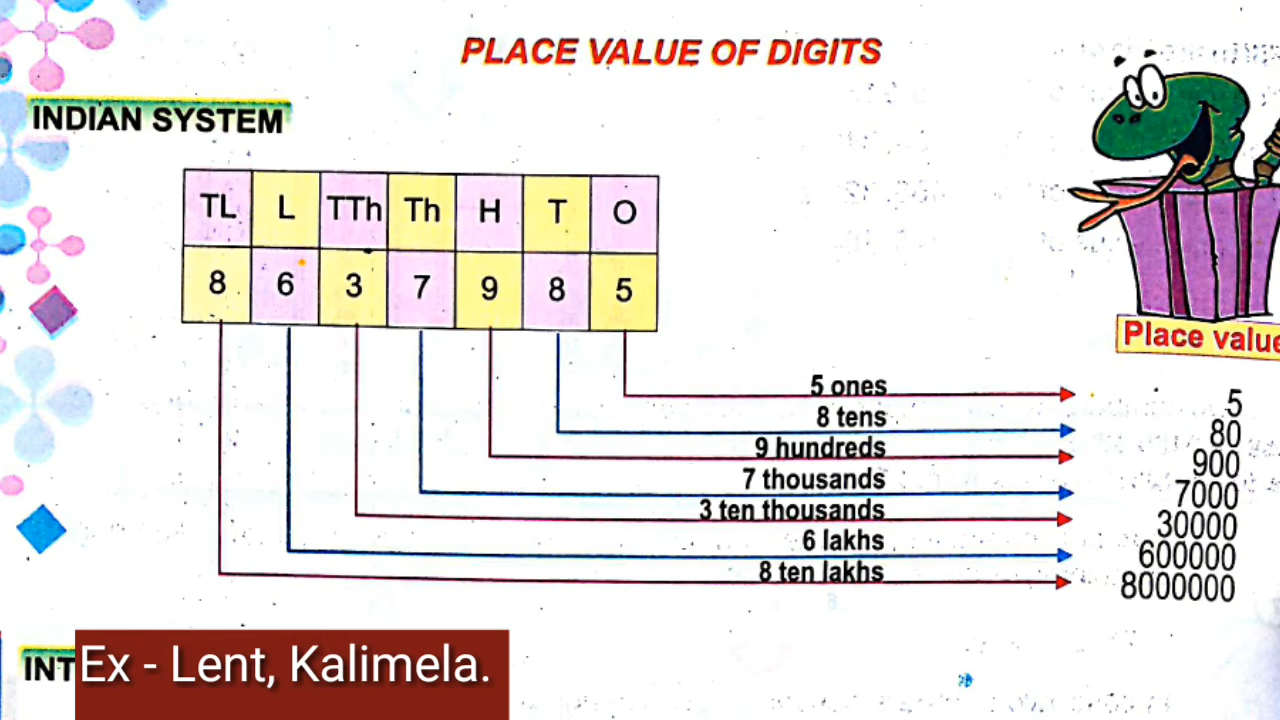 PLACE VALUE OF DIGITS
INDIAN SYSTEM
TL L TTh Th H T O
8 6 3 7 9 8 5
Place value
5 ones 5
8 tens 80
9 hundreds 900
7 thousands 7000
3 ten thousands 30000
6 lakhs 600000
8 ten lakhs 8000000
INT
Ex - Lent, Kalimela.